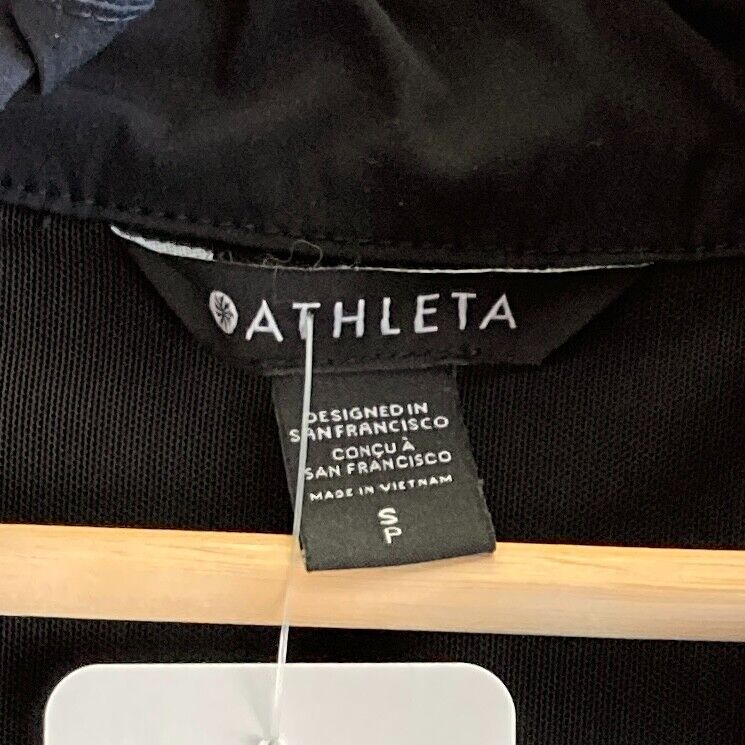 ATHLETA
DESIGNED IN
SAN FRANCISCO
CONÇU À
SAN FRANCISCO
MADE IN VIETNAM
S
P